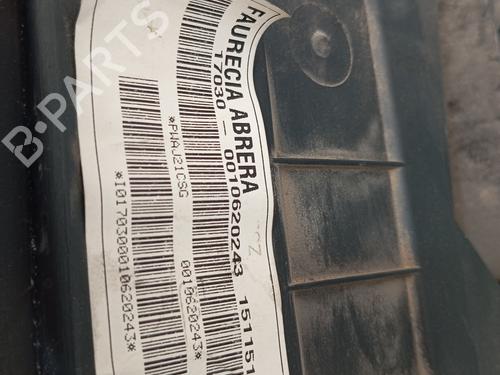 FAURECIA ABRERA
17030 - 0010620243 151151
*PWAJ21CSG 0010620243*
*I0170300010620243*
B-PARTS